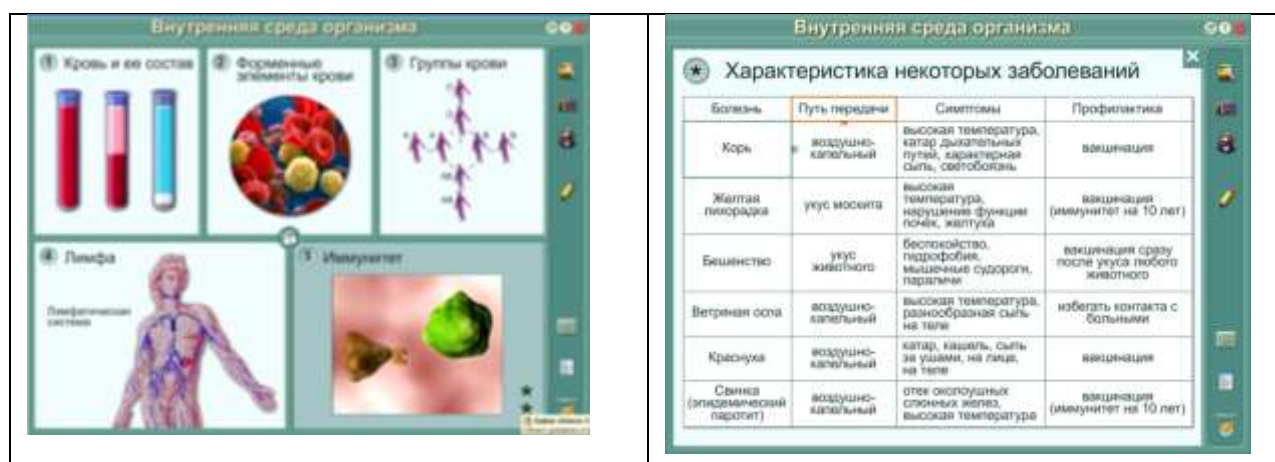 Внутренняя среда организма
1 Кровь и ее состав
2 Форменные
элементы крови
3 Группы крови
4 Лимфа
Лимфатическая
система
5 Иммунитет
Внутренняя среда организма
Характеристика некоторых заболеваний
Болезнь Путь передачи Симптомы Профилактика
Корь
воздушно-
капельный
высокая температура,
катар дыхательных
путей, характерная
сыпь, светобоязнь
вакцинация
Желтая
лихорадка
укус москита
высокая
температура,
нарушение функции
почек, желтуха
вакцинация
(иммунитет на 10 лет)
Бешенство
укус
животного
беспокойство,
гидрофобия,
мышечные судороги,
параличи
вакцинация сразу
после укуса любого
животного
Ветряная оспа
воздушно-
капельный
высокая температура,
разнообразная сыпь
на теле
избегать контакта с
больными
Краснуха
воздушно-
капельный
катар, кашель, сыпь
за ушами, на лице,
на теле
вакцинация
Свинка
(эпидемический
паротит)
воздушно-
капельный
отек околоушных
слюнных желез,
высокая температура
вакцинация
(иммунитет на 10 лет)